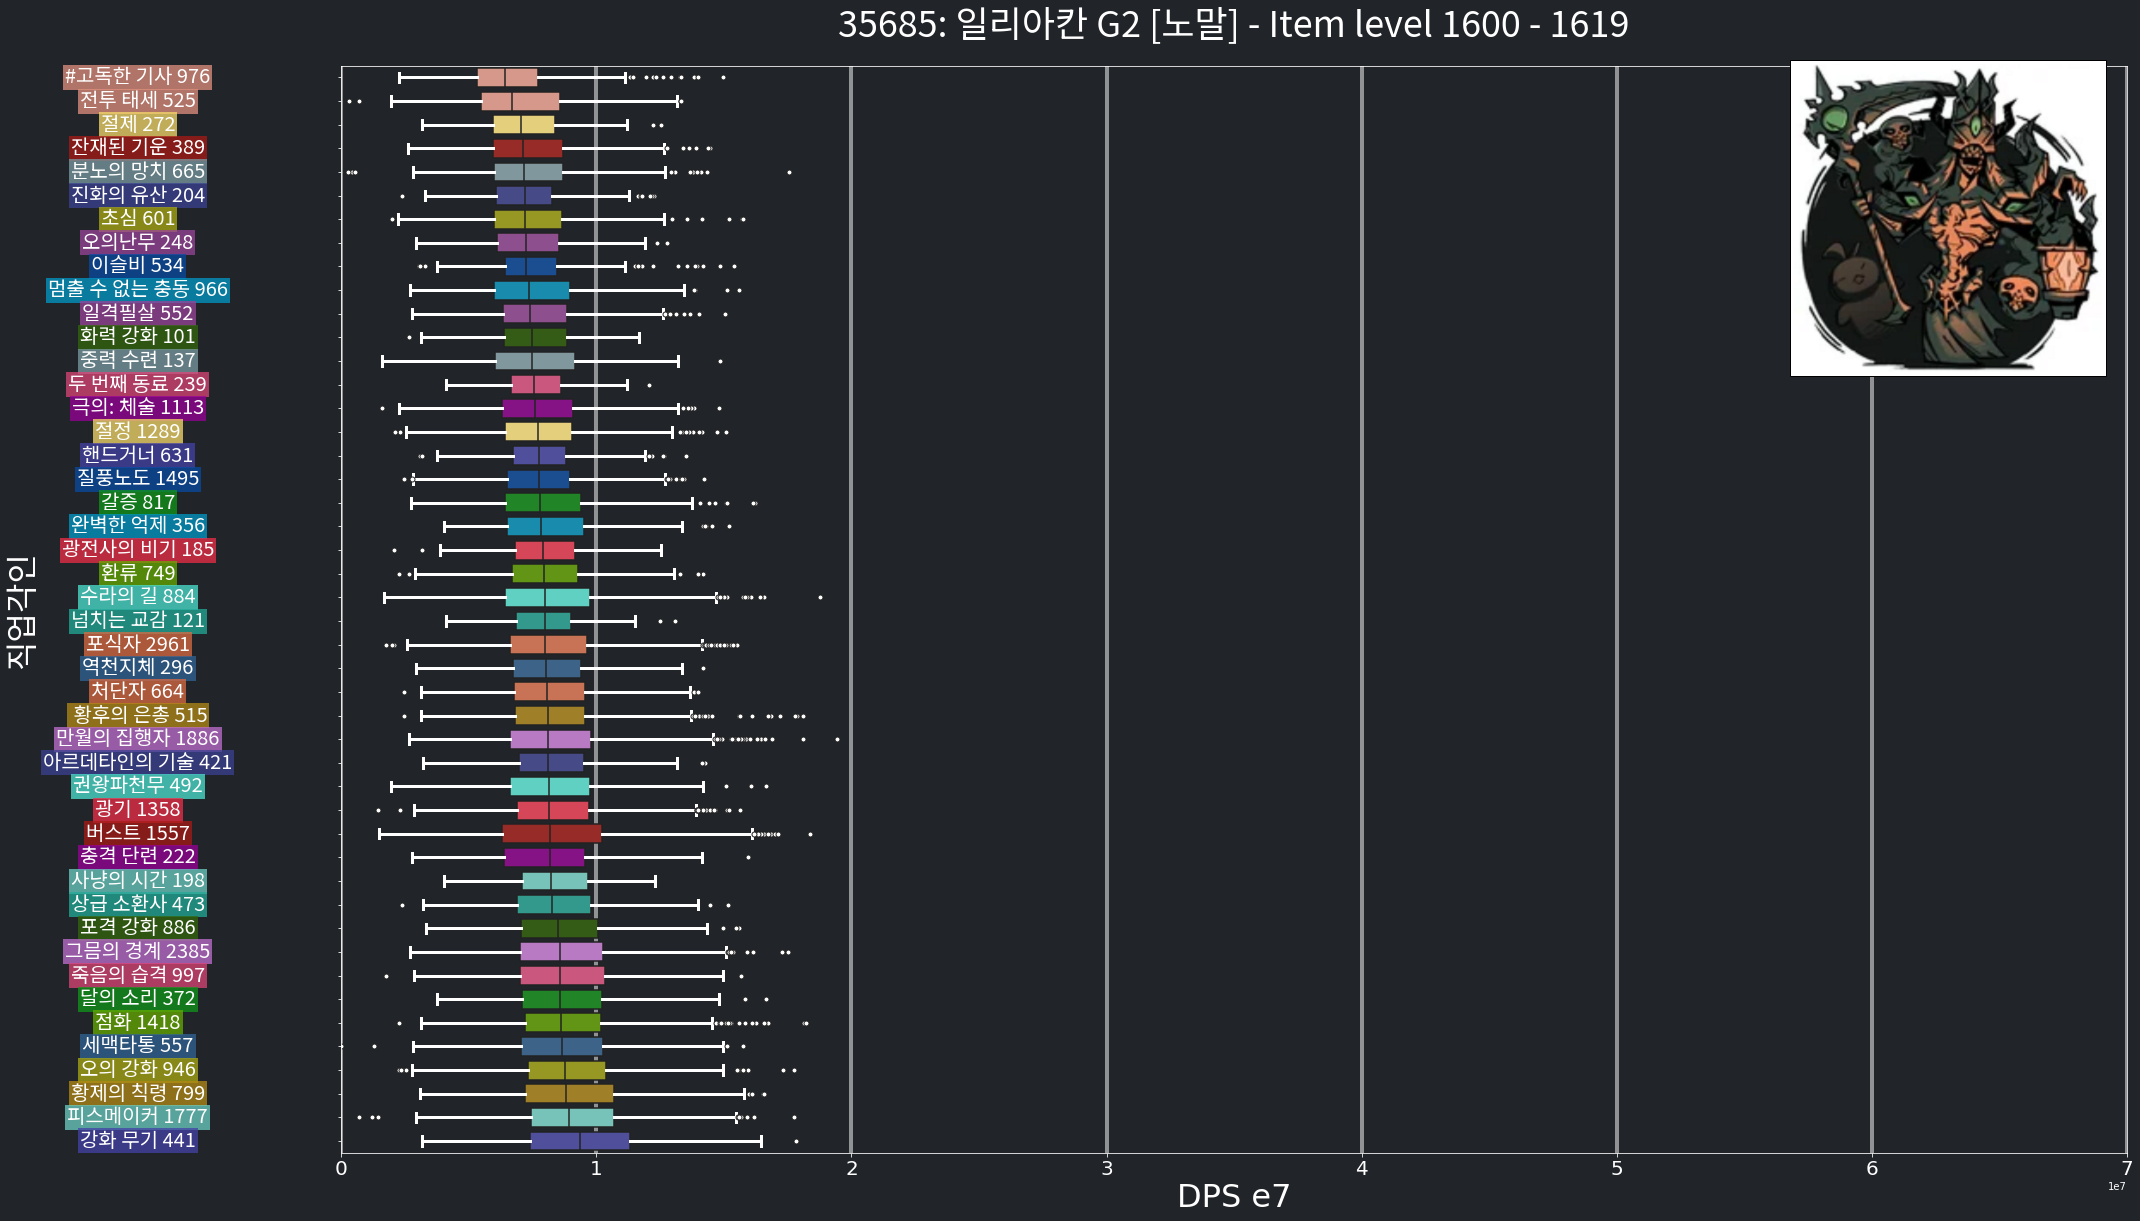 35685: 일리아칸 G2 [노말] - Item level 1600 - 1619
#고독한 기사 976
전투 태세 525
절제 272
잔재된 기운 389
분노의 망치 665
진화의 유산 204
초심 601
오의난무 248
이슬비 534
멈출 수 없는 충동 966
일격필살 552
화력 강화 101
중력 수련 137
두 번째 동료 239
극의: 체술 1113
절정 1289
핸드거너 631
질풍노도 1495
갈증 817
완벽한 억제 356
광전사의 비기 185
환류 749
수라의 길 884
넘치는 교감 121
포식자 2961
역천지체 296
처단자 664
황후의 은총 515
만월의 집행자 1886
아르데타인의 기술 421
권왕파천무 492
광기 1358
버스트 1557
충격 단련 222
사냥의 시간 198
상급 소환사 473
포격 강화 886
그믐의 경계 2385
죽음의 습격 997
달의 소리 372
점화 1418
세맥타통 557
오의 강화 946
황제의 칙령 799
피스메이커 1777
강화 무기 441
직업각인
0 1 2 3 4 5 6 7
1e7
DPS e7